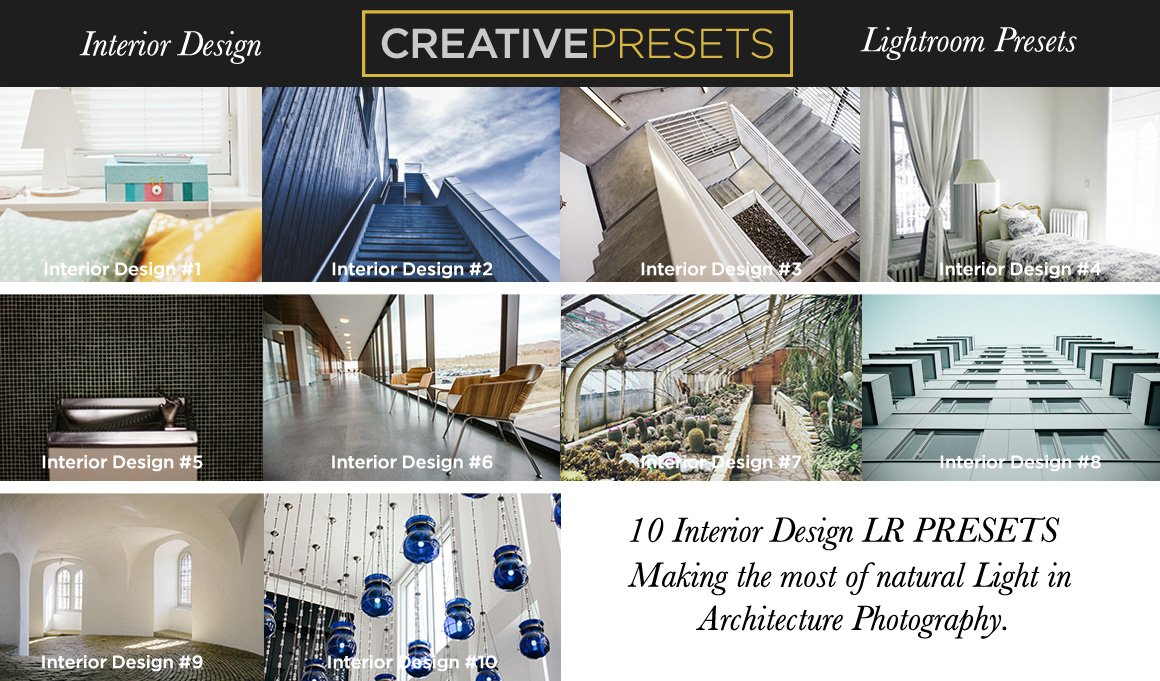 Interior Design
CREATIVEPRESETS
Lightroom Presets
Interior Design #1
Interior Design #2
Interior Design #3
Interior Design #4
Interior Design #5
Interior Design #6
Interior Design #7
Interior Design #8
Interior Design #9
Interior Design #10
10 Interior Design LR PRESETS
Making the most of natural Light in
Architecture Photography.